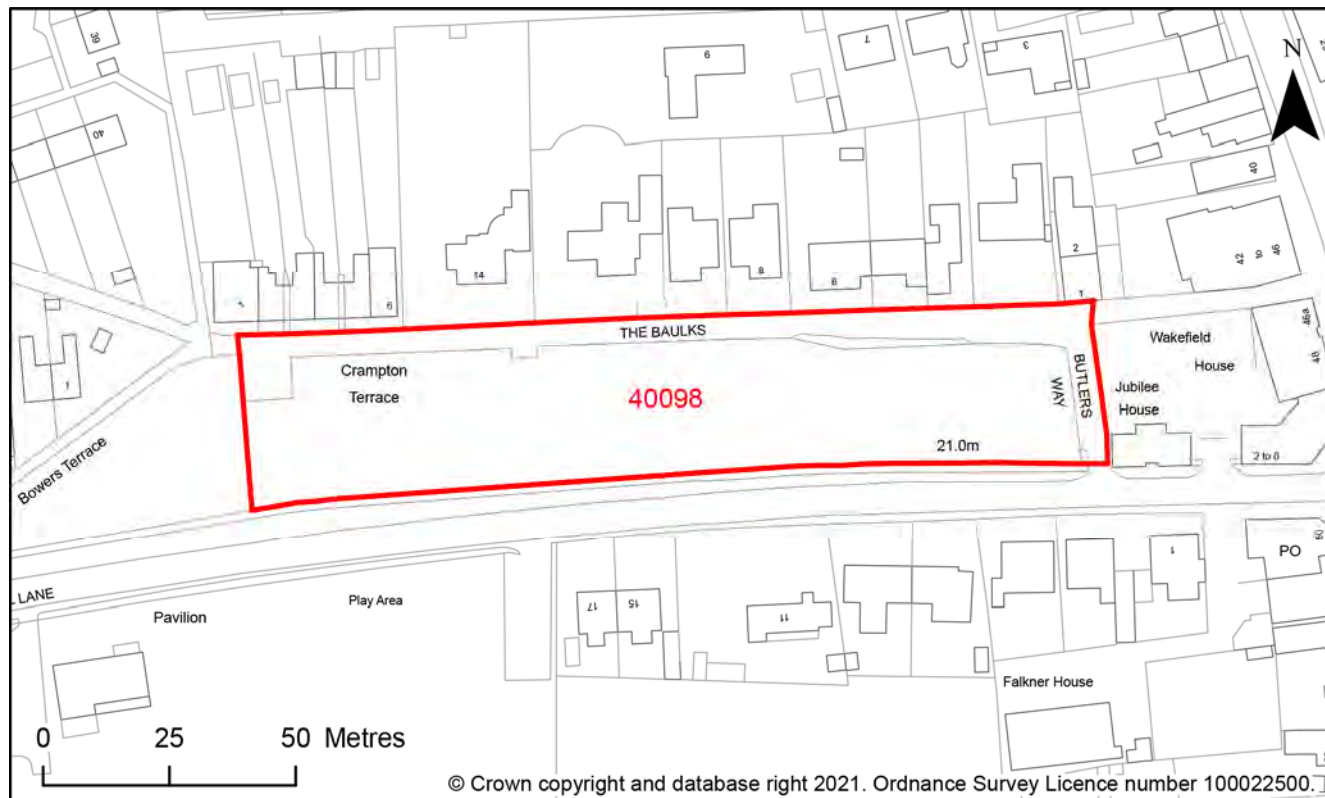 39
6
7
3
N
40
40
14
8
6
2
42
to
46
1
1
6
THE BAULKS
Wakefield
House
46a
48
1
Crampton
Terrace
40098
BUTLERS
WAY
Jubilee
House
21.0m
2 to 8
Bowers Terrace
LANE
Pavilion
Play Area
17
15
11
1
PO
50
Falkner House
0 25 50 Metres
© Crown copyright and database right 2021. Ordnance Survey Licence number 100022500.